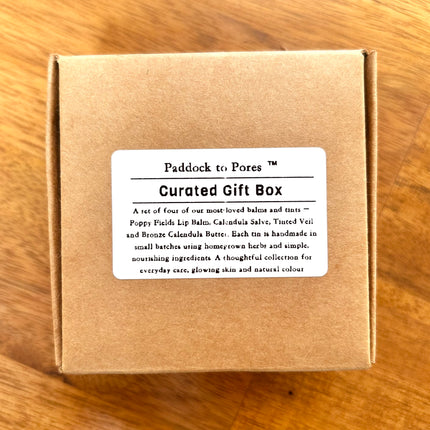 Paddock to Pores ™
Curated Gift Box
A set of four of our most-loved balms and tints —
Poppy Fields Lip Balm, Calendula Salve, Tinted Veil
and Bronze Calendula Butter. Each tin is handmade in
small batches using homegrown herbs and simple,
nourishing ingredients. A thoughtful collection for
everyday care, glowing skin and natural colour